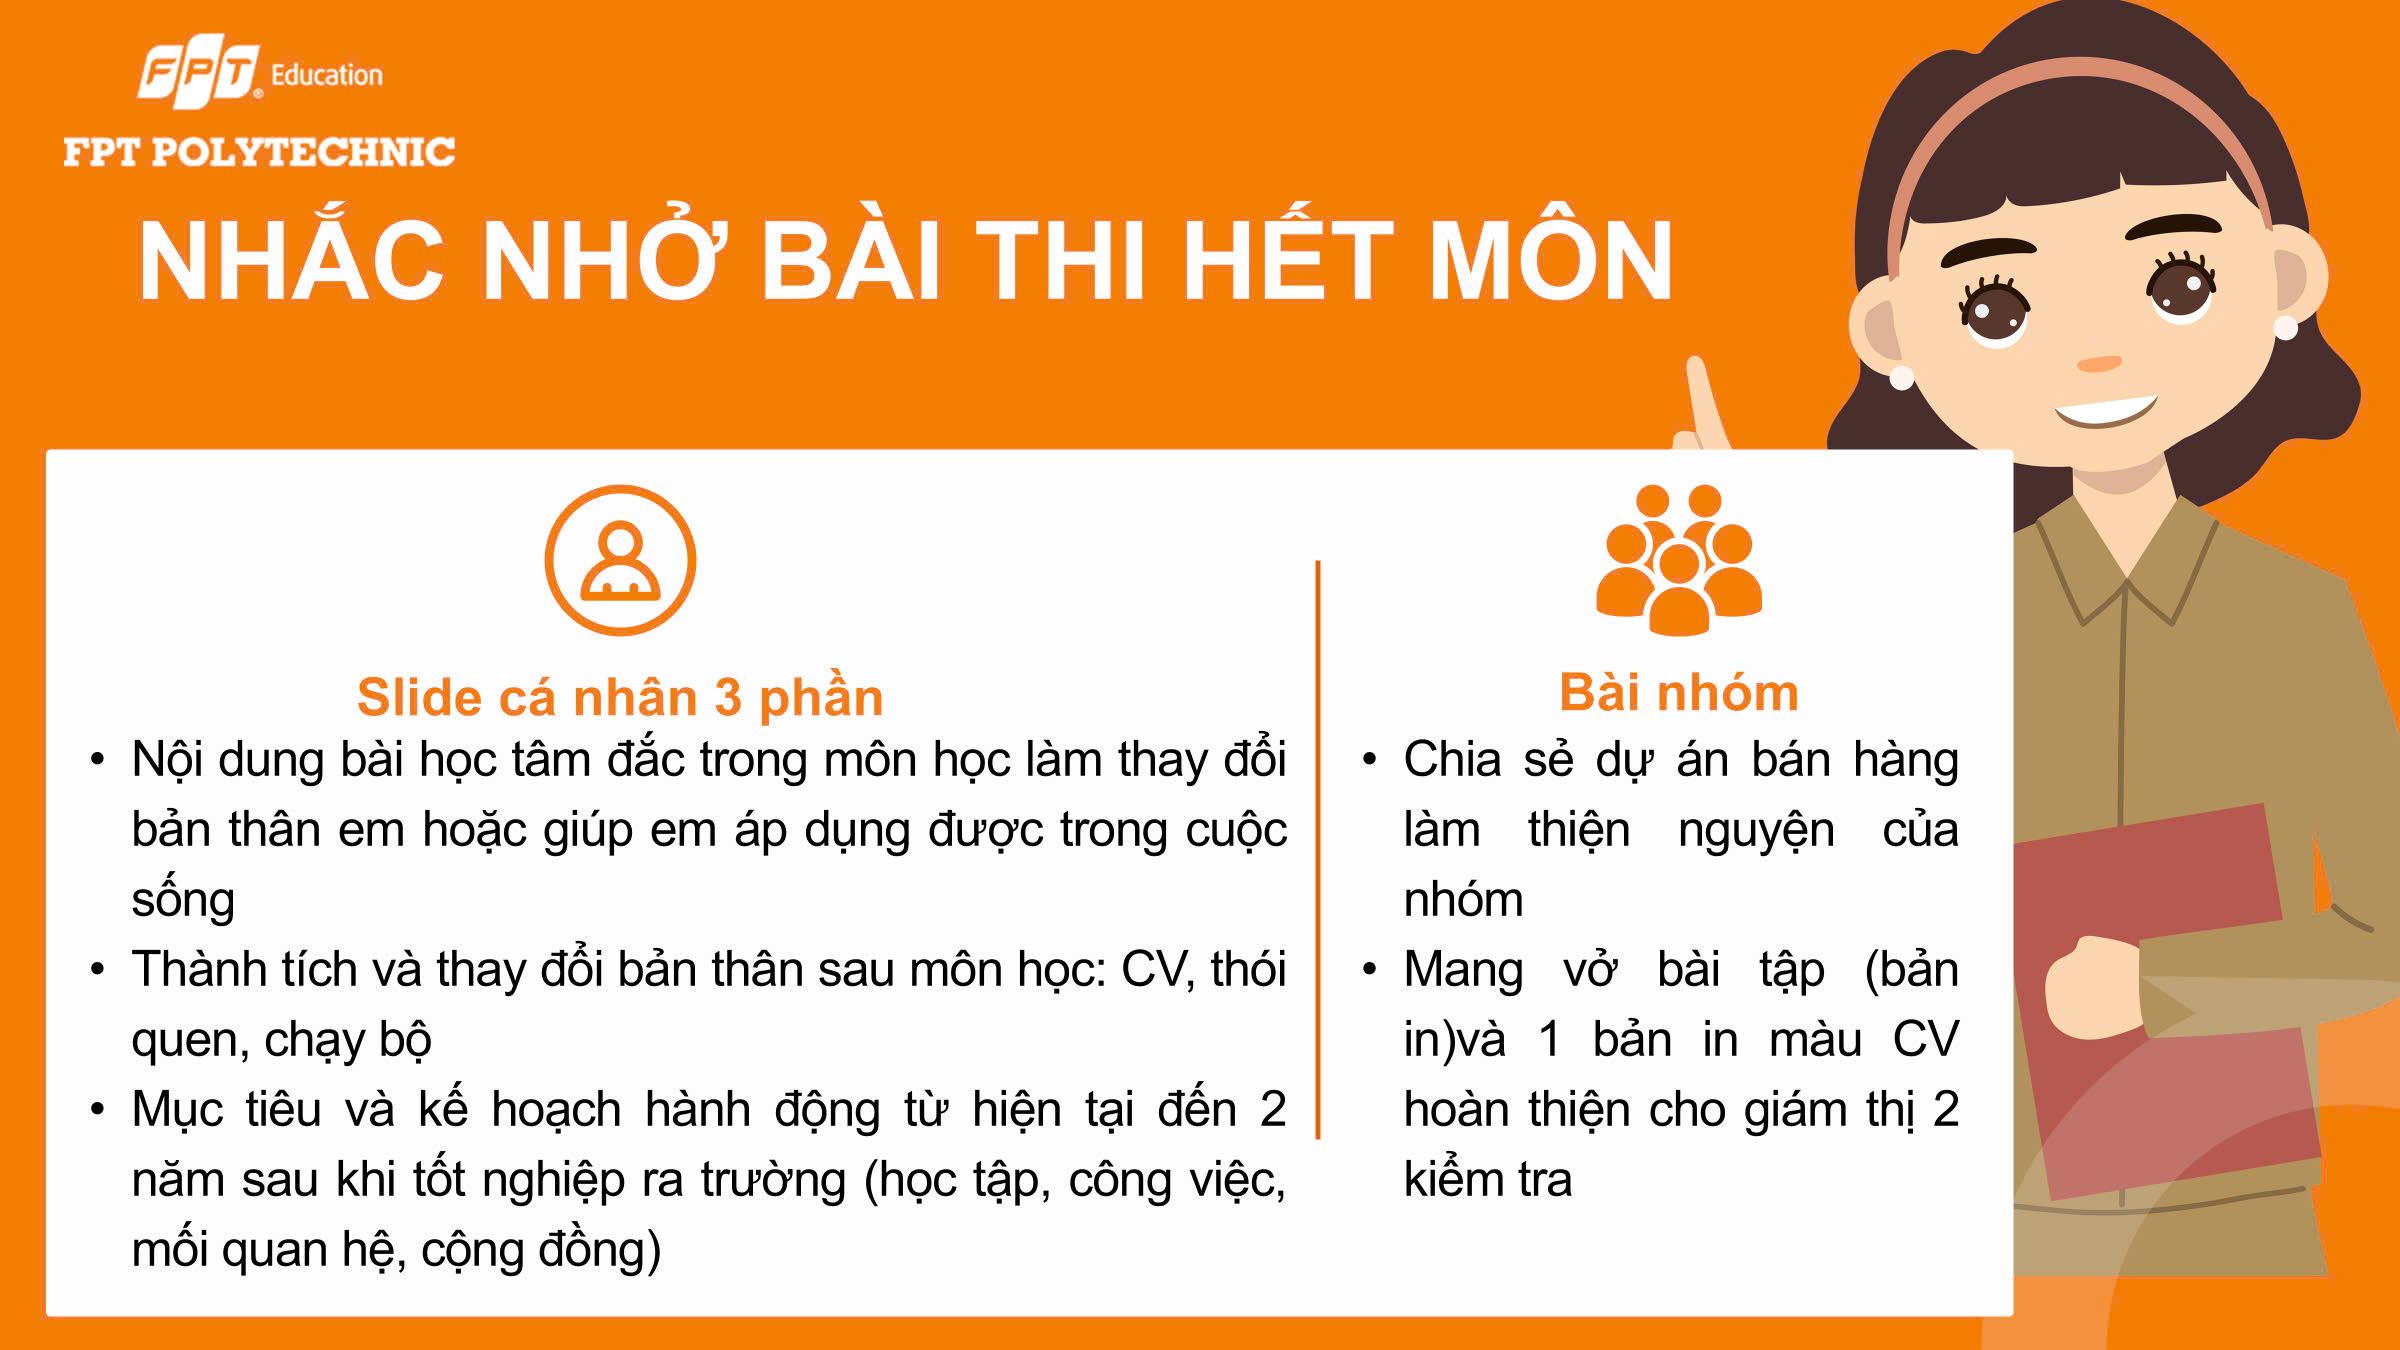 FPT Education
FPT POLYTECHNIC
NHẮC NHỞ BÀI THI HẾT MÔN
Slide cá nhân 3 phần
• Nội dung bài học tâm đắc trong môn học làm thay đổi
bản thân em hoặc giúp em áp dụng được trong cuộc
sống
• Thành tích và thay đổi bản thân sau môn học: CV, thói
quen, chạy bộ
• Mục tiêu và kế hoạch hành động từ hiện tại đến 2
năm sau khi tốt nghiệp ra trường (học tập, công việc,
mối quan hệ, cộng đồng)
Bài nhóm
• Chia sẻ dự án bán hàng
làm thiện nguyện của
nhóm
• Mang vở bài tập (bản
in)và 1 bản in màu CV
hoàn thiện cho giám thị 2
kiểm tra